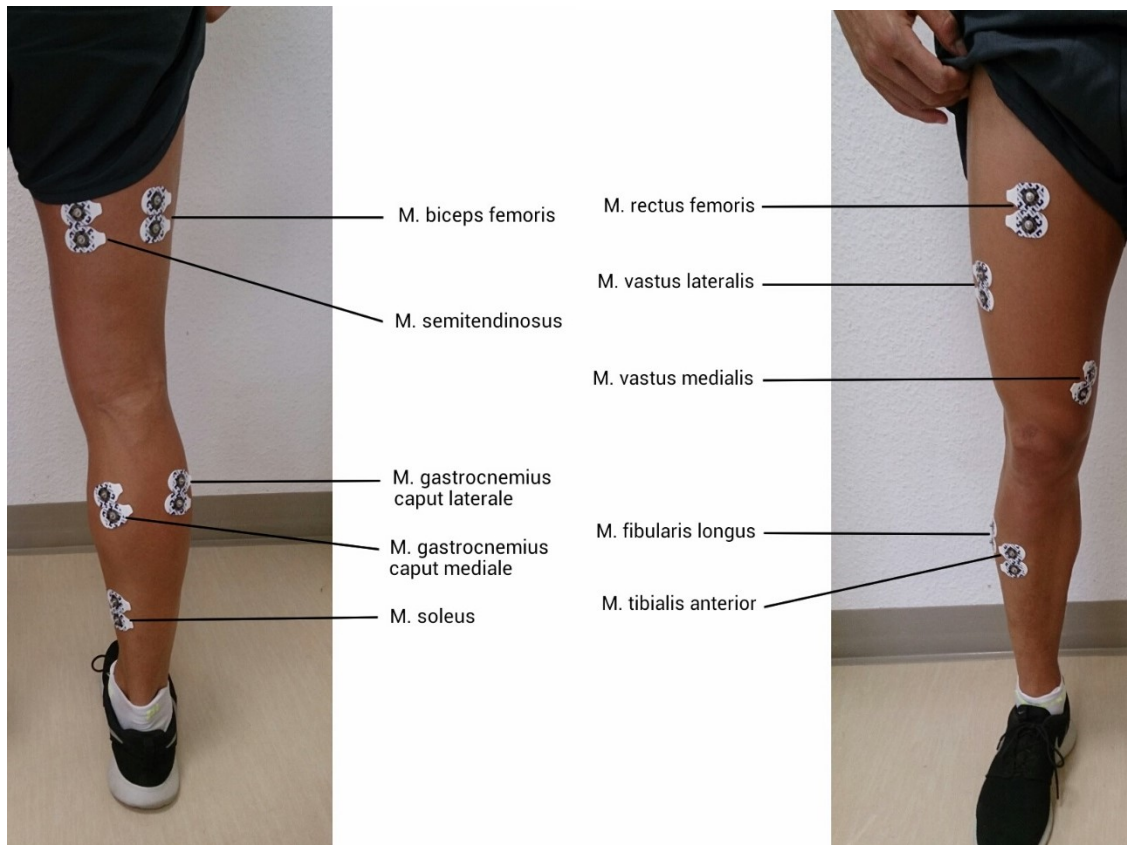 M. biceps femoris
M. semitendinosus
M. gastrocnemius
caput laterale
M. gastrocnemius
caput mediale
M. soleus
M. rectus femoris
M. vastus lateralis
M. vastus medialis
M. fibularis longus
M. tibialis anterior